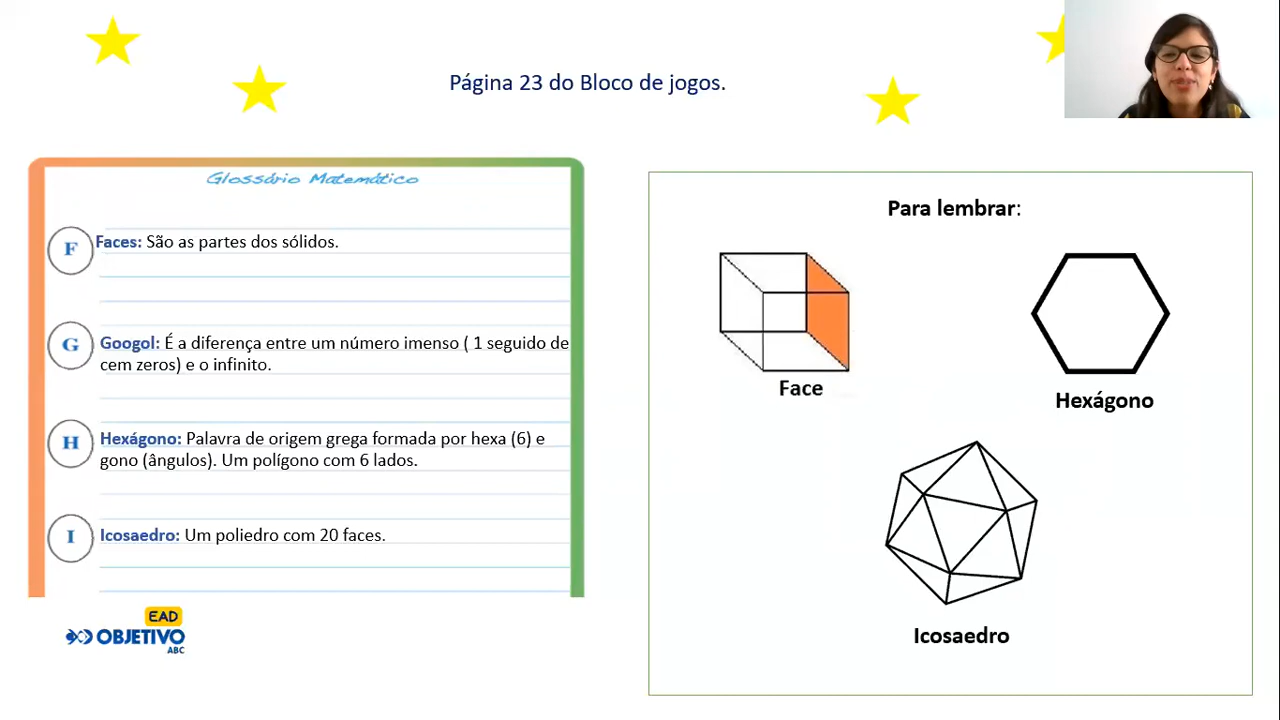 Página 23 do Bloco de jogos.
Glossário Matemático
F
Faces: São as partes dos sólidos.
G
Googol: É a diferença entre um número imenso ( 1 seguido de
cem zeros) e o infinito.
H
Hexágono: Palavra de origem grega formada por hexa (6) e
gono (ângulos). Um polígono com 6 lados.
I
Icosaedro: Um poliedro com 20 faces.
EAD
OBJETIVO
ABC
Para lembrar:
Face
Hexágono
Icosaedro